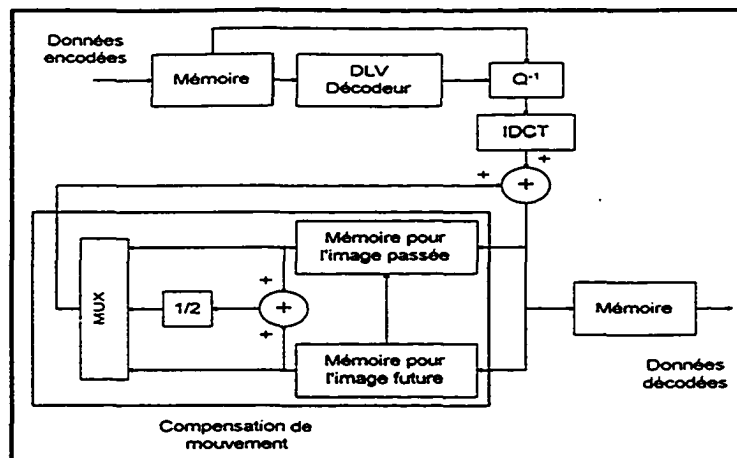 Données
encodées
Mémoire
DLV
Décodeur
Q-1
IDCT
+
+
+
Mémoire pour
l'image passée
MUX
1/2
+
+
+
Mémoire
Mémoire pour
l'image future
Données
décodées
Compensation de
mouvement